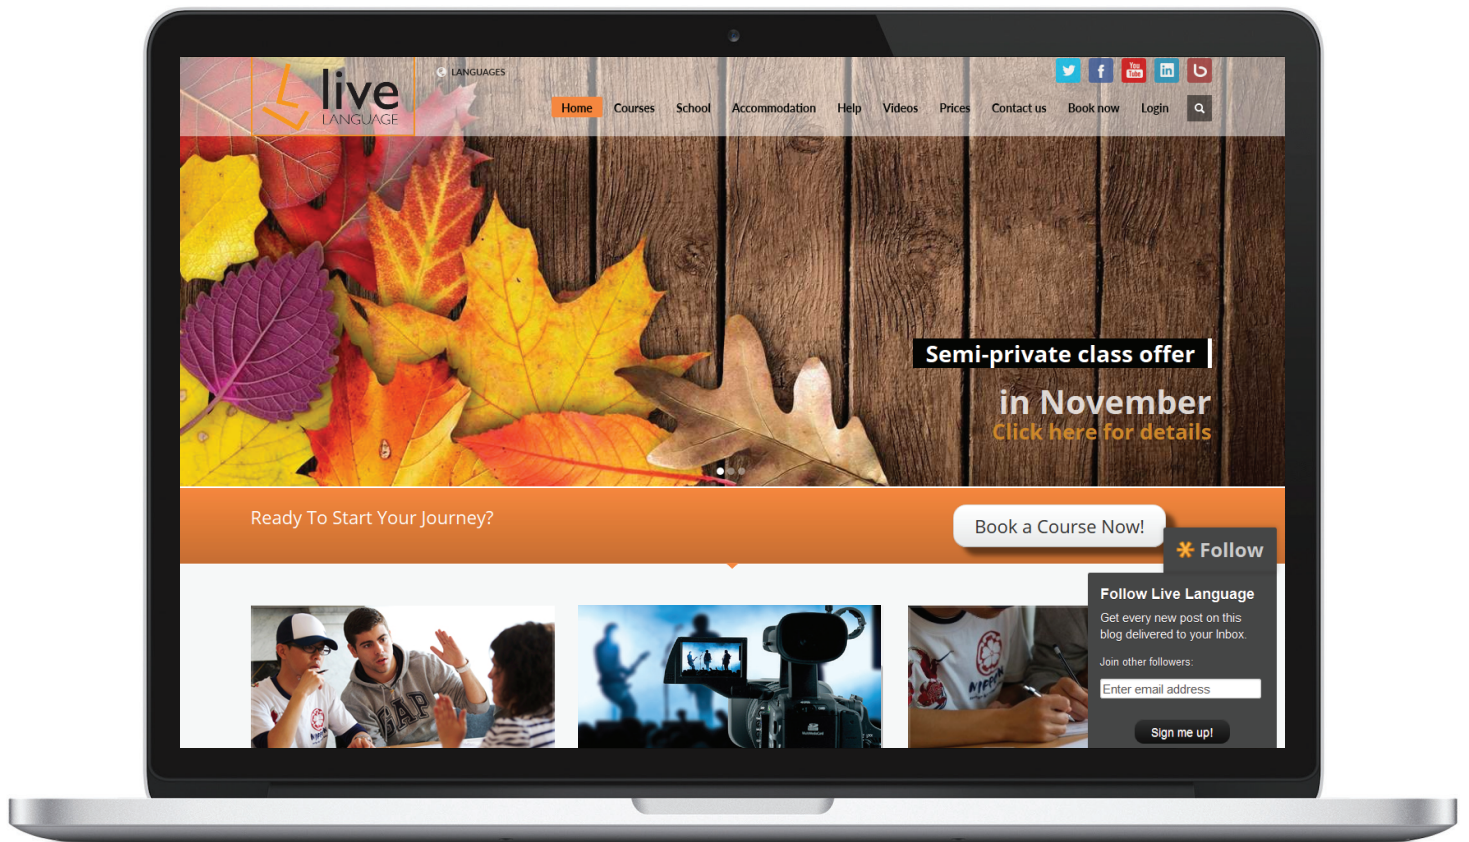 live
LANGUAGE
LANGUAGES
You
Tube
Home Courses School Accommodation Help Videos Prices Contact us Book now Login
Semi-private class offer
in November
Click here for details
Ready To Start Your Journey?
Book a Course Now!
Follow
Follow Live Language
Get every new post on this
blog delivered to your Inbox.
Join other followers:
Enter email address
Sign me up!
GAP
NIPPON